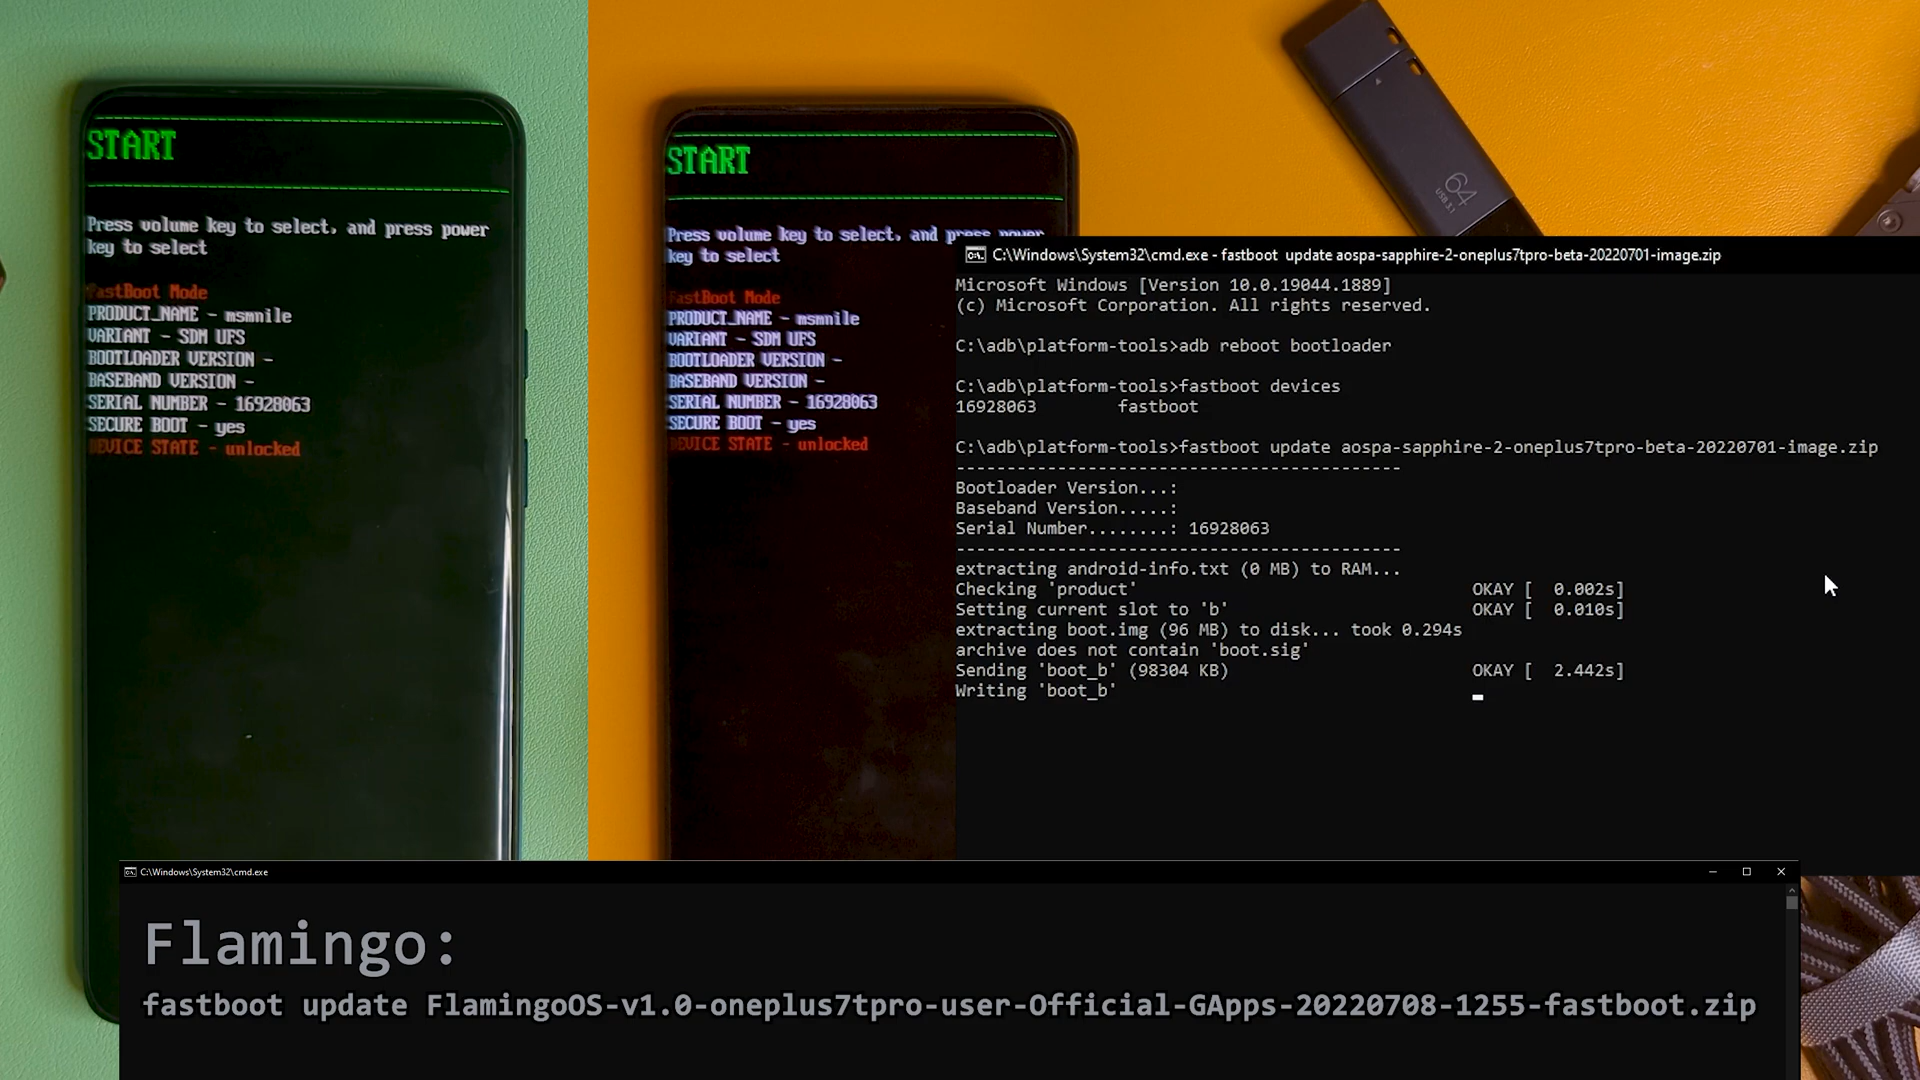 START
Press volume key to select, and press power
key to select
FastBoot Mode
PRODUCT_NAME - msmnile
VARIANT - SDM UFS
BOOTLOADER VERSION -
BASEBAND VERSION -
SERIAL NUMBER - 16928063
SECURE BOOT - yes
DEVICE STATE - unlocked
START
Press volume key to select, and press power
key to select
FastBoot Mode
PRODUCT_NAME - msmnile
VARIANT - SDM UFS
BOOTLOADER VERSION -
BASEBAND VERSION -
SERIAL NUMBER - 16928063
SECURE BOOT - yes
DEVICE STATE - unlocked
64
USB 3.1
C:\Windows\System32\cmd.exe - fastboot update aospa-sapphire-2-oneplus7tpro-beta-20220701-image.zip
Microsoft Windows [Version 10.0.19044.1889]
(c) Microsoft Corporation. All rights reserved.
C:\adb\platform-tools>adb reboot bootloader
C:\adb\platform-tools>fastboot devices
16928063 fastboot
C:\adb\platform-tools>fastboot update aospa-sapphire-2-oneplus7tpro-beta-20220701-image.zip
--------------------------------------------
Bootloader Version...:
Baseband Version.....:
Serial Number........: 16928063
--------------------------------------------
extracting android-info.txt (0 MB) to RAM...
Checking 'product' OKAY [ 0.002s]
Setting current slot to 'b' OKAY [ 0.010s]
extracting boot.img (96 MB) to disk... took 0.294s
archive does not contain 'boot.sig'
Sending 'boot_b' (98304 KB) OKAY [ 2.442s]
Writing 'boot_b'
C:\Windows\System32\cmd.exe
Flamingo:
fastboot update FlamingoOS-v1.0-oneplus7tpro-user-Official-GApps-20220708-1255-fastboot.zip